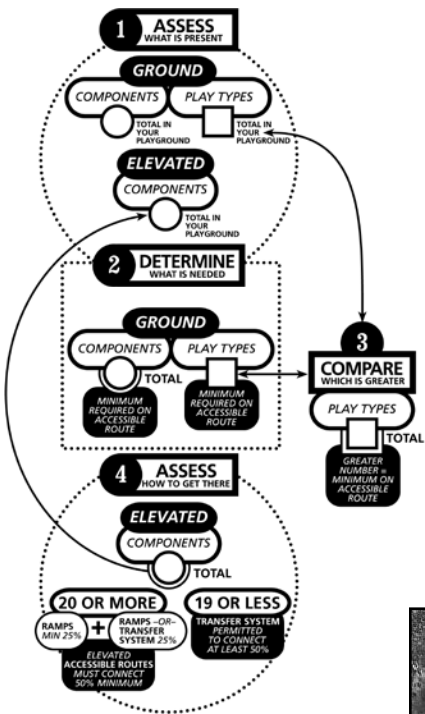 1 ASSESS
WHAT IS PRESENT
GROUND
COMPONENTS
PLAY TYPES
TOTAL IN
YOUR
PLAYGROUND
TOTAL IN
YOUR
PLAYGROUND
ELEVATED
COMPONENTS
TOTAL IN
YOUR
PLAYGROUND
2 DETERMINE
WHAT IS NEEDED
GROUND
COMPONENTS
PLAY TYPES
TOTAL
MINIMUM
REQUIRED ON
ACCESSIBLE
ROUTE
MINIMUM
REQUIRED ON
ACCESSIBLE
ROUTE
3
COMPARE
WHICH IS GREATER
PLAY TYPES
TOTAL
GREATER
NUMBER =
MINIMUM ON
ACCESSIBLE
ROUTE
4 ASSESS
HOW TO GET THERE
ELEVATED
COMPONENTS
TOTAL
20 OR MORE
RAMPS
MIN 25%
+
RAMPS –OR–
TRANSFER
SYSTEM 25%
ELEVATED
ACCESSIBLE ROUTES
MUST CONNECT
50% MINIMUM
19 OR LESS
TRANSFER SYSTEM
PERMITTED
TO CONNECT
AT LEAST 50%